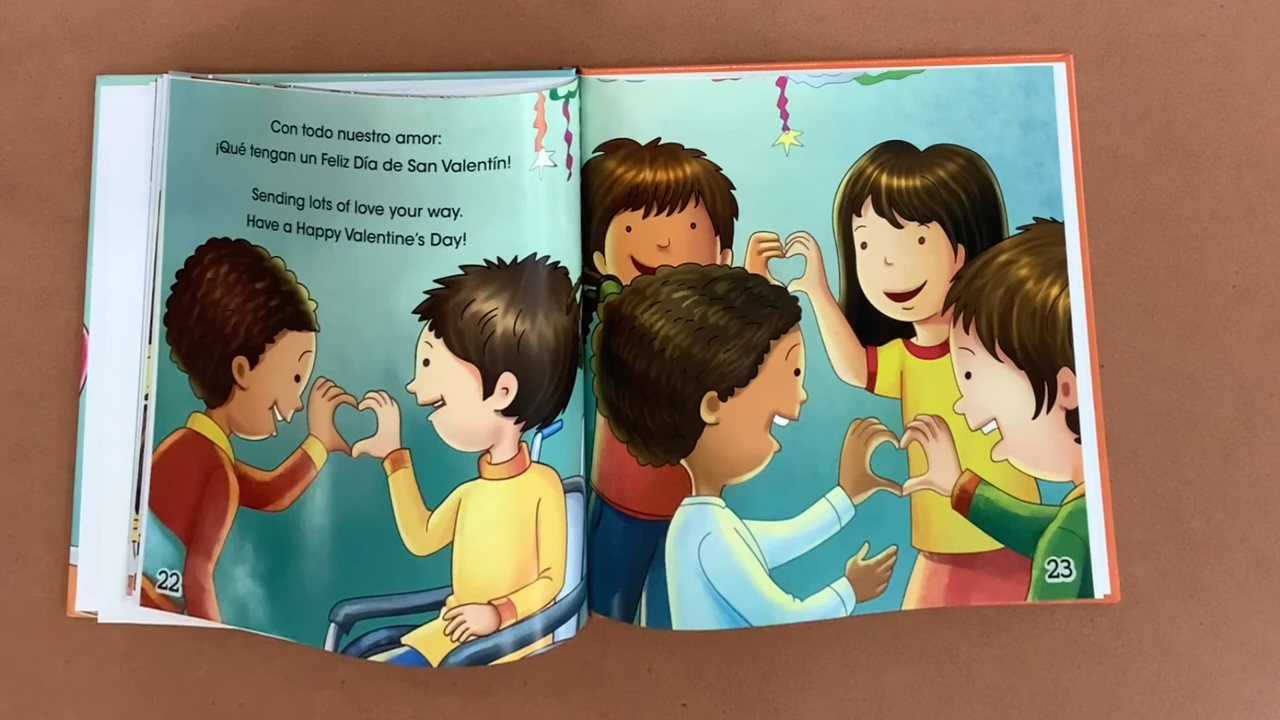 Con todo nuestro amor:
¡Qué tengan un Feliz Día de San Valentín!
Sending lots of love your way.
Have a Happy Valentine's Day!
22
23